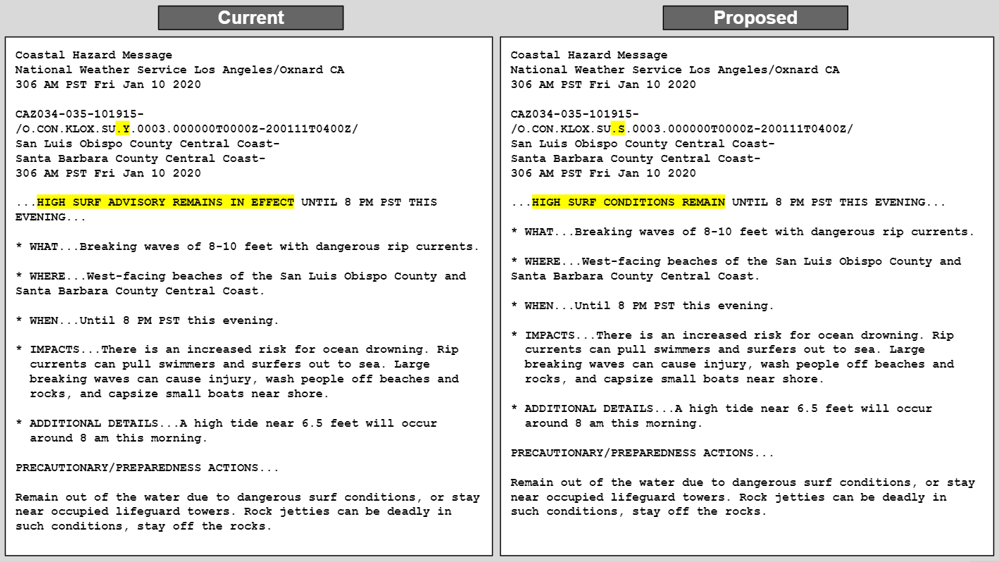 Current
Coastal Hazard Message
National Weather Service Los Angeles/Oxnard CA
306 AM PST Fri Jan 10 2020
CAZ034-035-101915-
/O.CON.KLOX.SU.Y.0003.000000T0000Z-200111T0400Z/
San Luis Obispo County Central Coast-
Santa Barbara County Central Coast-
306 AM PST Fri Jan 10 2020
...HIGH SURF ADVISORY REMAINS IN EFFECT UNTIL 8 PM PST THIS
EVENING...
* WHAT...Breaking waves of 8-10 feet with dangerous rip currents.
* WHERE...West-facing beaches of the San Luis Obispo County and
Santa Barbara County Central Coast.
* WHEN...Until 8 PM PST this evening.
* IMPACTS...There is an increased risk for ocean drowning. Rip
currents can pull swimmers and surfers out to sea. Large
breaking waves can cause injury, wash people off beaches and
rocks, and capsize small boats near shore.
* ADDITIONAL DETAILS...A high tide near 6.5 feet will occur
around 8 am this morning.
PRECAUTIONARY/PREPAREDNESS ACTIONS...
Remain out of the water due to dangerous surf conditions, or stay
near occupied lifeguard towers. Rock jetties can be deadly in
such conditions, stay off the rocks.
Proposed
Coastal Hazard Message
National Weather Service Los Angeles/Oxnard CA
306 AM PST Fri Jan 10 2020
CAZ034-035-101915-
/O.CON.KLOX.SU.S.0003.000000T0000Z-200111T0400Z/
San Luis Obispo County Central Coast-
Santa Barbara County Central Coast-
306 AM PST Fri Jan 10 2020
...HIGH SURF CONDITIONS REMAIN UNTIL 8 PM PST THIS EVENING...
* WHAT...Breaking waves of 8-10 feet with dangerous rip currents.
* WHERE...West-facing beaches of the San Luis Obispo County and
Santa Barbara County Central Coast.
* WHEN...Until 8 PM PST this evening.
* IMPACTS...There is an increased risk for ocean drowning. Rip
currents can pull swimmers and surfers out to sea. Large
breaking waves can cause injury, wash people off beaches and
rocks, and capsize small boats near shore.
* ADDITIONAL DETAILS...A high tide near 6.5 feet will occur
around 8 am this morning.
PRECAUTIONARY/PREPAREDNESS ACTIONS...
Remain out of the water due to dangerous surf conditions, or stay
near occupied lifeguard towers. Rock jetties can be deadly in
such conditions, stay off the rocks.